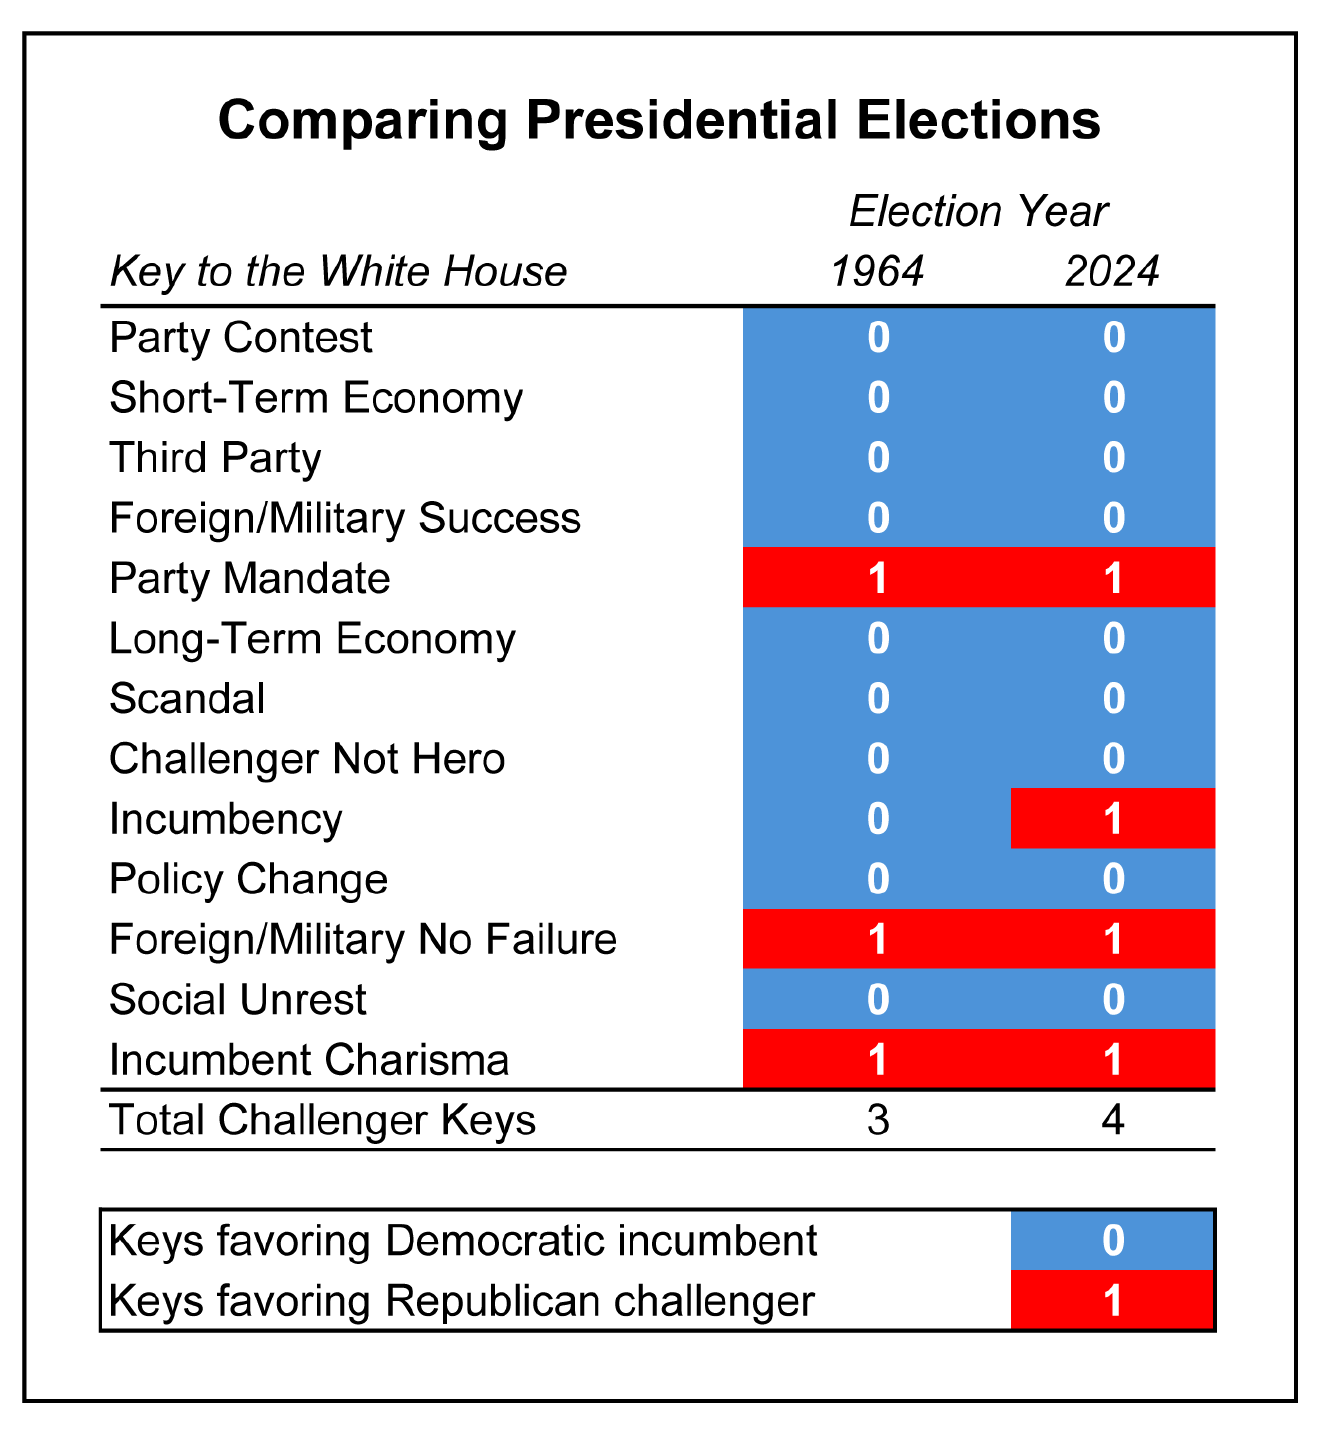 Comparing Presidential Elections
Election Year
Key to the White House 1964 2024
Party Contest 0 0
Short-Term Economy 0 0
Third Party 0 0
Foreign/Military Success 0 0
Party Mandate 1 1
Long-Term Economy 0 0
Scandal 0 0
Challenger Not Hero 0 0
Incumbency 0 1
Policy Change 0 0
Foreign/Military No Failure 1 1
Social Unrest 0 0
Incumbent Charisma 1 1
Total Challenger Keys 3 4
Keys favoring Democratic incumbent 0
Keys favoring Republican challenger 1